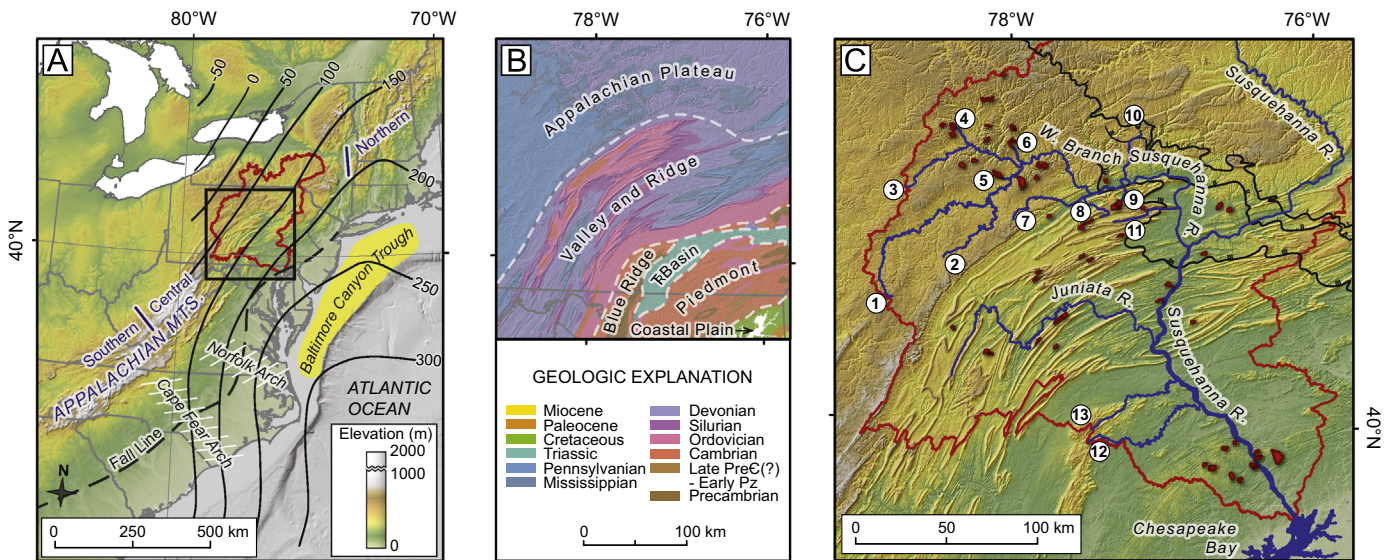 80°W
70°W
40°N
A
-50
0
50
100
150
200
250
300
Northern
Central
Southern
APPALACHIAN MTS.
Baltimore Canyon Trough
Norfolk Arch
Cape Fear Arch
Fall Line
ATLANTIC
OCEAN
Elevation (m)
2000
1000
0
N
0 250 500 km
78°W
76°W
B
Appalachian Plateau
Valley and Ridge
Blue Ridge
TrBasin
Piedmont
Coastal Plain
GEOLOGIC EXPLANATION
Miocene
Paleocene
Cretaceous
Triassic
Pennsylvanian
Mississippian
Devonian
Silurian
Ordovician
Cambrian
Late Pre€(?)
- Early Pz
Precambrian
0 100 km
78°W
76°W
40°N
C
Susquehanna R.
W. Branch Susquehanna R.
10
4
6
3
5
9
8
7
11
2
1
Juniata R.
Susquehanna R.
13
12
Chesapeake
Bay
0 50 100 km